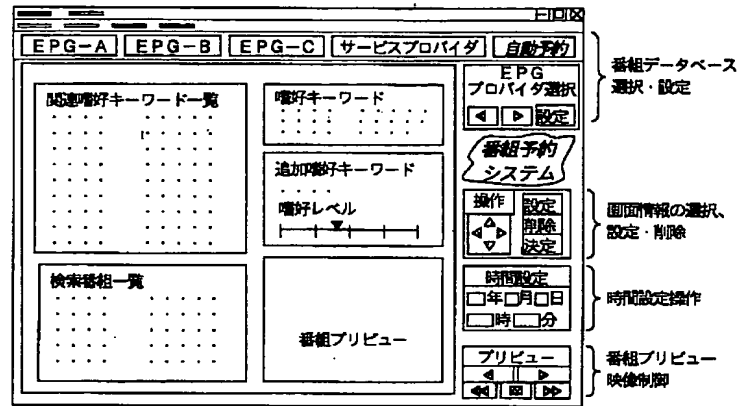 EPG-A EPG-B EPG-C サービスプロバイダ 自動予約
関連嗜好キーワード一覧
嗜好キーワード
追加嗜好キーワード
嗜好レベル
検索番組一覧
番組プリビュー
EPG
プロバイダ選択
設定
番組予約
システム
操作
設定
削除
決定
時間設定
年 月 日
時 分
プリビュー
番組データベース
選択・設定
画面情報の選択、
設定・削除
時間設定操作
番組プリビュー
映像制御